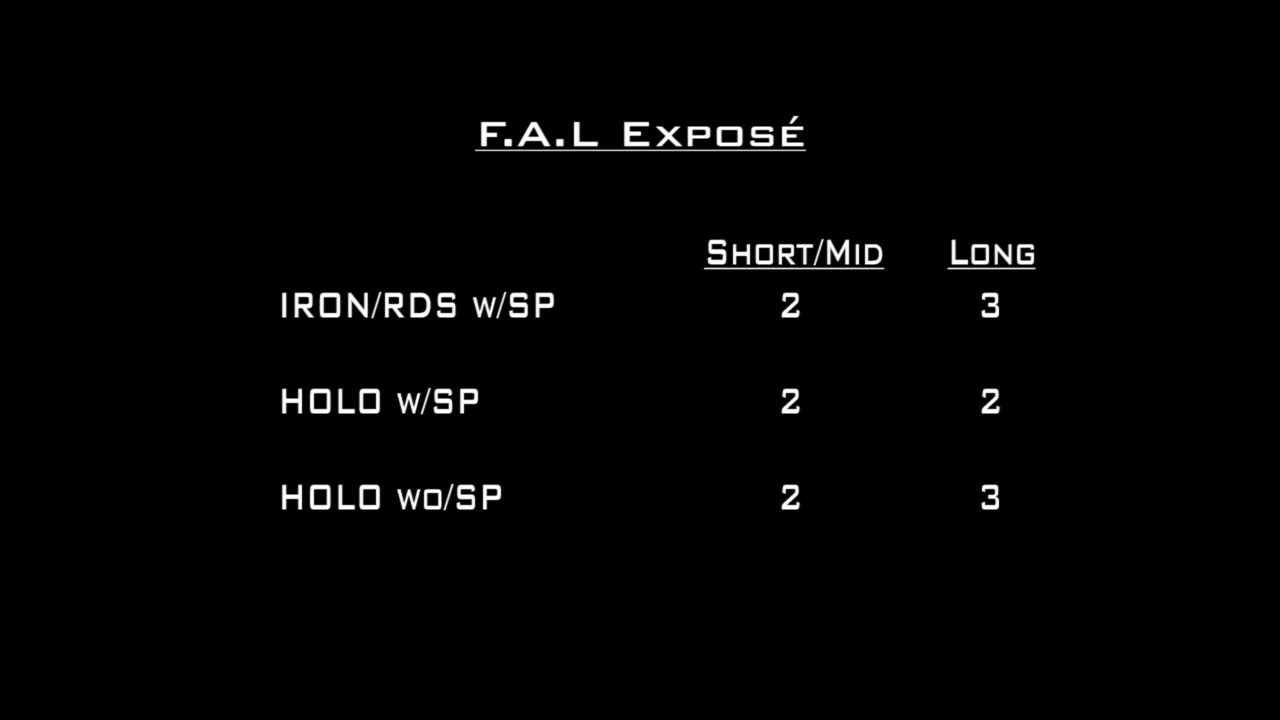 F.A.L Exposé
Short/Mid Long
IRON/RDS w/SP 2 3
HOLO w/SP 2 2
HOLO wo/SP 2 3